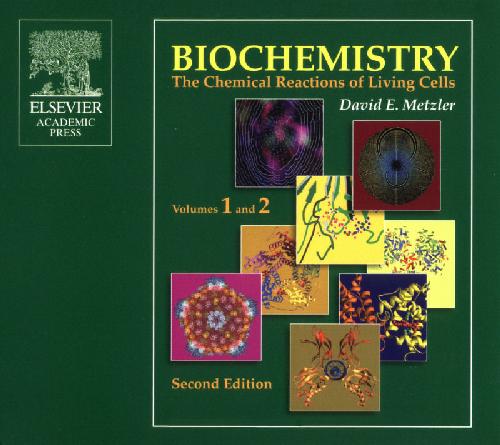 ELSEVIER
ACADEMIC
PRESS
BIOCHEMISTRY
The Chemical Reactions of Living Cells
David E. Metzler
Volumes 1 and 2
Second Edition